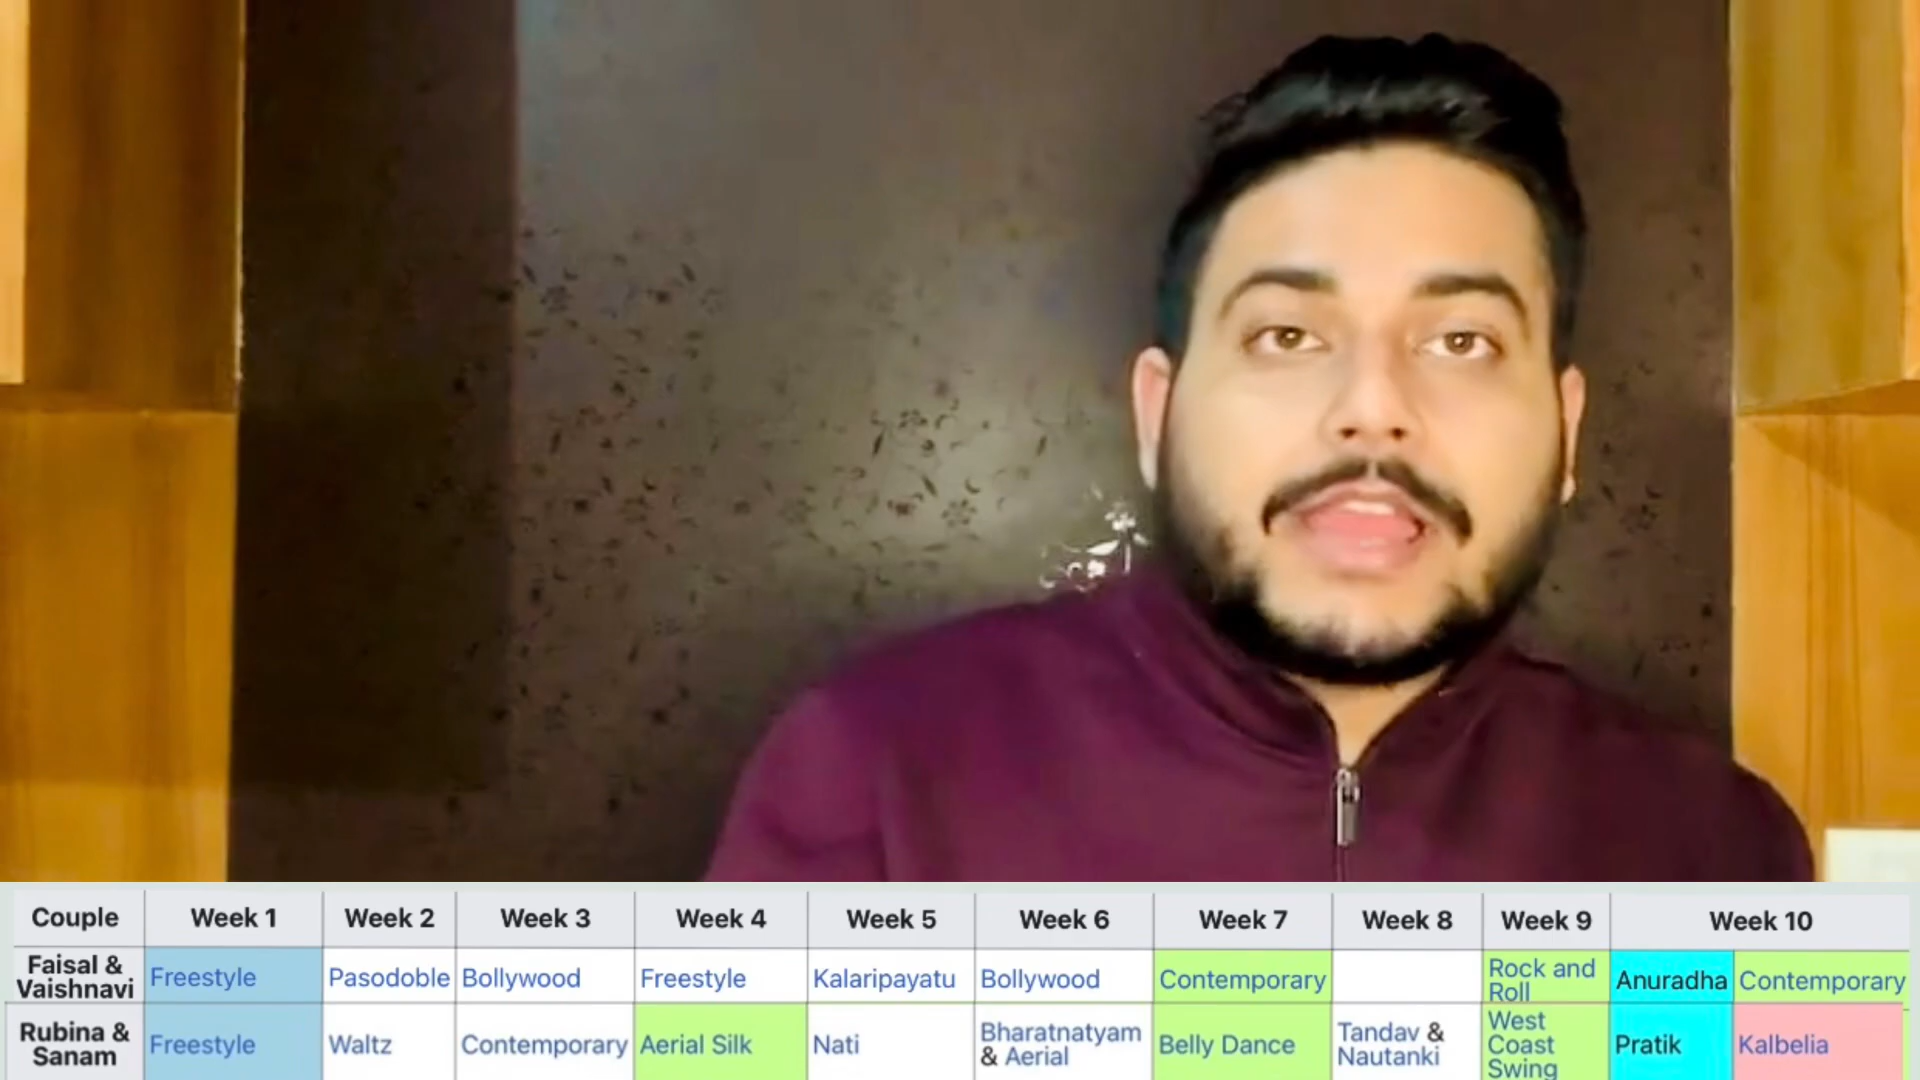 Couple Week 1 Week 2 Week 3 Week 4 Week 5 Week 6 Week 7 Week 8 Week 9 Week 10
Faisal &
Vaishnavi
Freestyle
Pasodoble
Bollywood
Freestyle
Kalaripayatu
Bollywood
Contemporary
Rock and
Roll
Anuradha
Contemporary
Rubina &
Sanam
Freestyle
Waltz
Contemporary
Aerial Silk
Nati
Bharatnatyam
& Aerial
Belly Dance
Tandav &
Nautanki
West
Coast
Swing
Pratik
Kalbelia